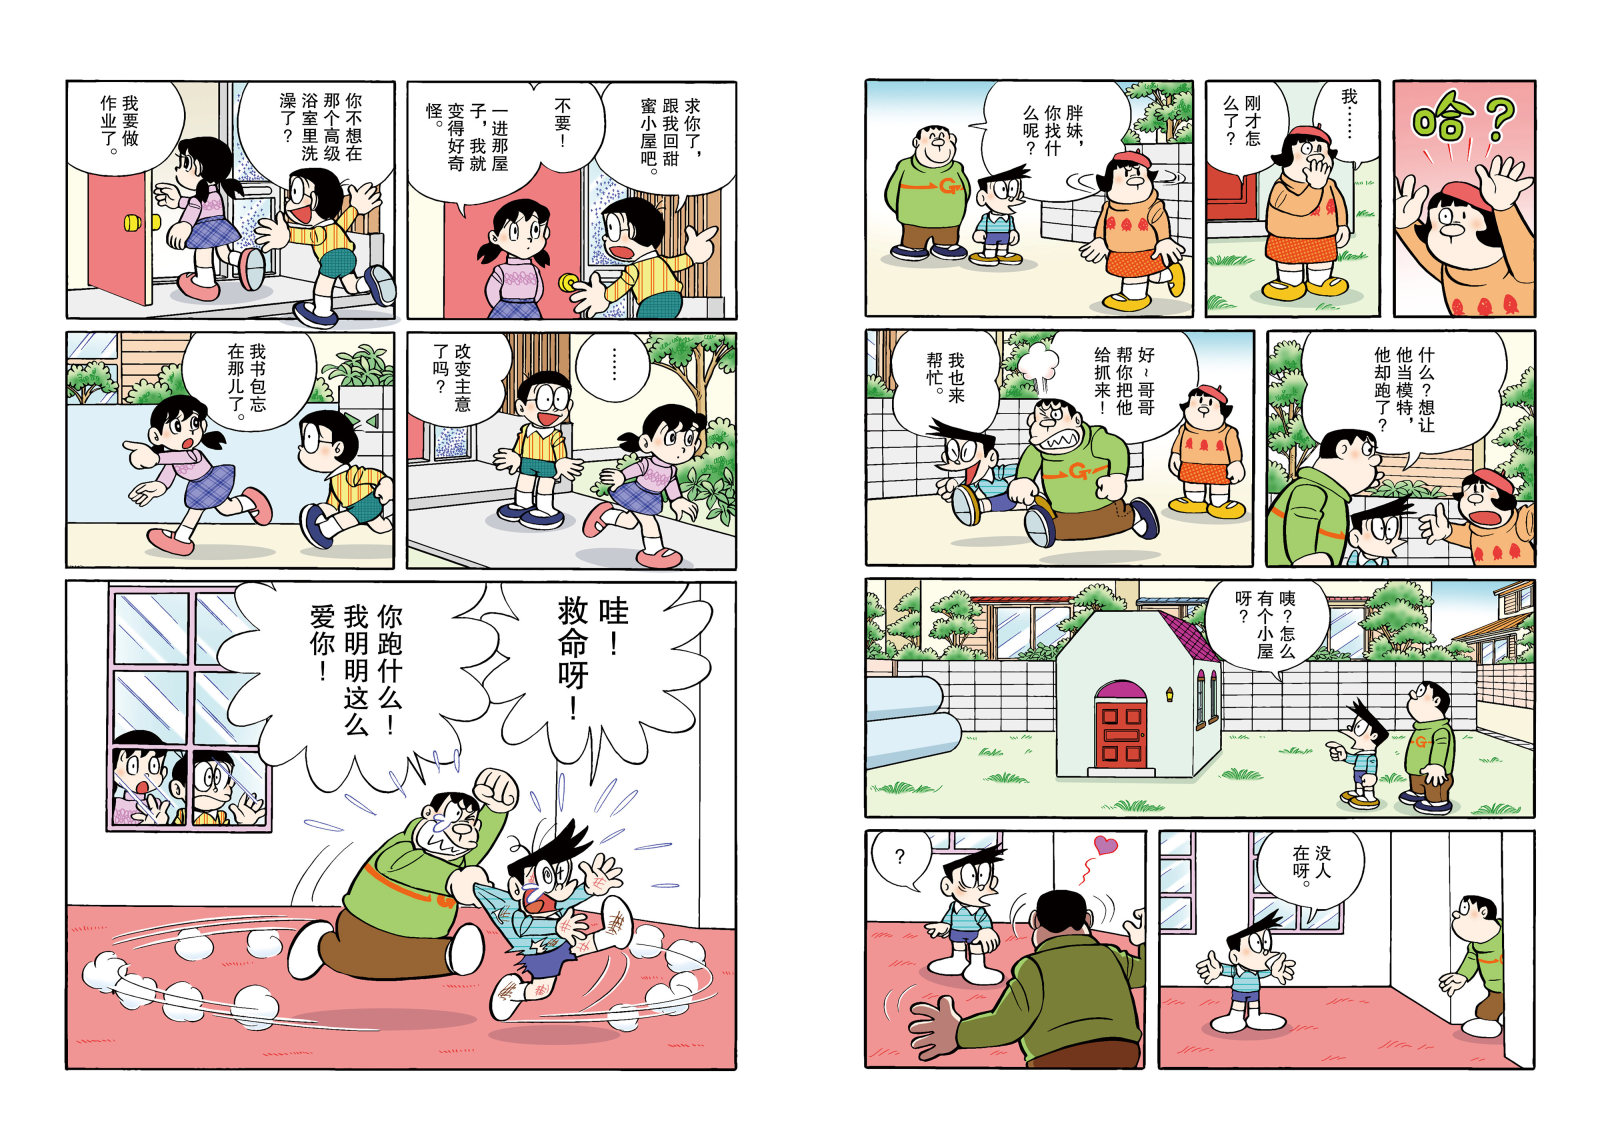 哈？
我……
刚才怎
么了？
胖妹，
你找什
么呢？
什么？想让
他当模特，
他却跑了？
好~哥哥
帮你把他
给抓来！
我也来
帮忙。
咦？怎么
有个小屋
呀？
没人
在呀。
？
求你了，
跟我回甜
蜜小屋吧。
不要！
一进那屋
子，我就
变得好奇
怪。
你不想在
那个高级
浴室里洗
澡了？
我要做
作业了。
……
改变主意
了吗？
我书包忘
在那儿了。
哇！
救命呀！
你跑什么！
我明明这么
爱你！